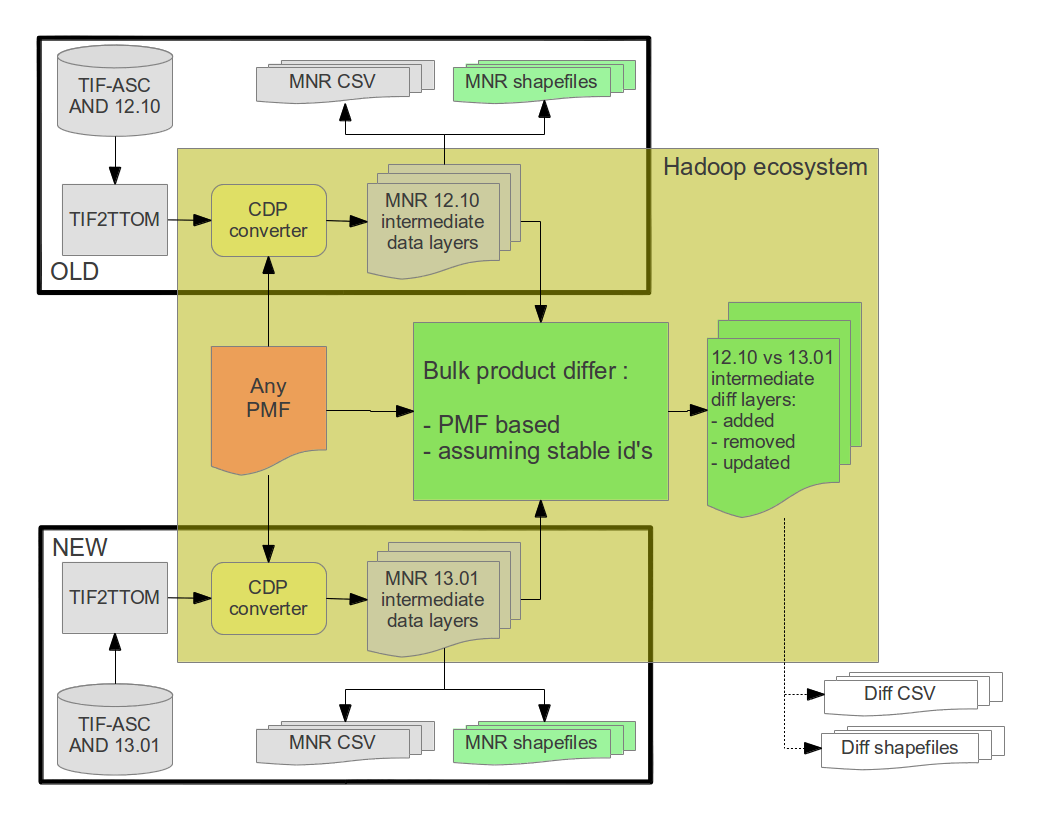 TIF-ASC
AND 12.10
MNR CSV
MNR shapefiles
Hadoop ecosystem
TIF2TTOM
CDP
converter
MNR 12.10
intermediate
data layers
OLD
Any
PMF
Bulk product differ :
- PMF based
- assuming stable id's
12.10 vs 13.01
intermediate
diff layers:
- added
- removed
- updated
NEW
TIF2TTOM
CDP
converter
MNR 13.01
intermediate
data layers
TIF-ASC
AND 13.01
MNR CSV
MNR shapefiles
Diff CSV
Diff shapefiles